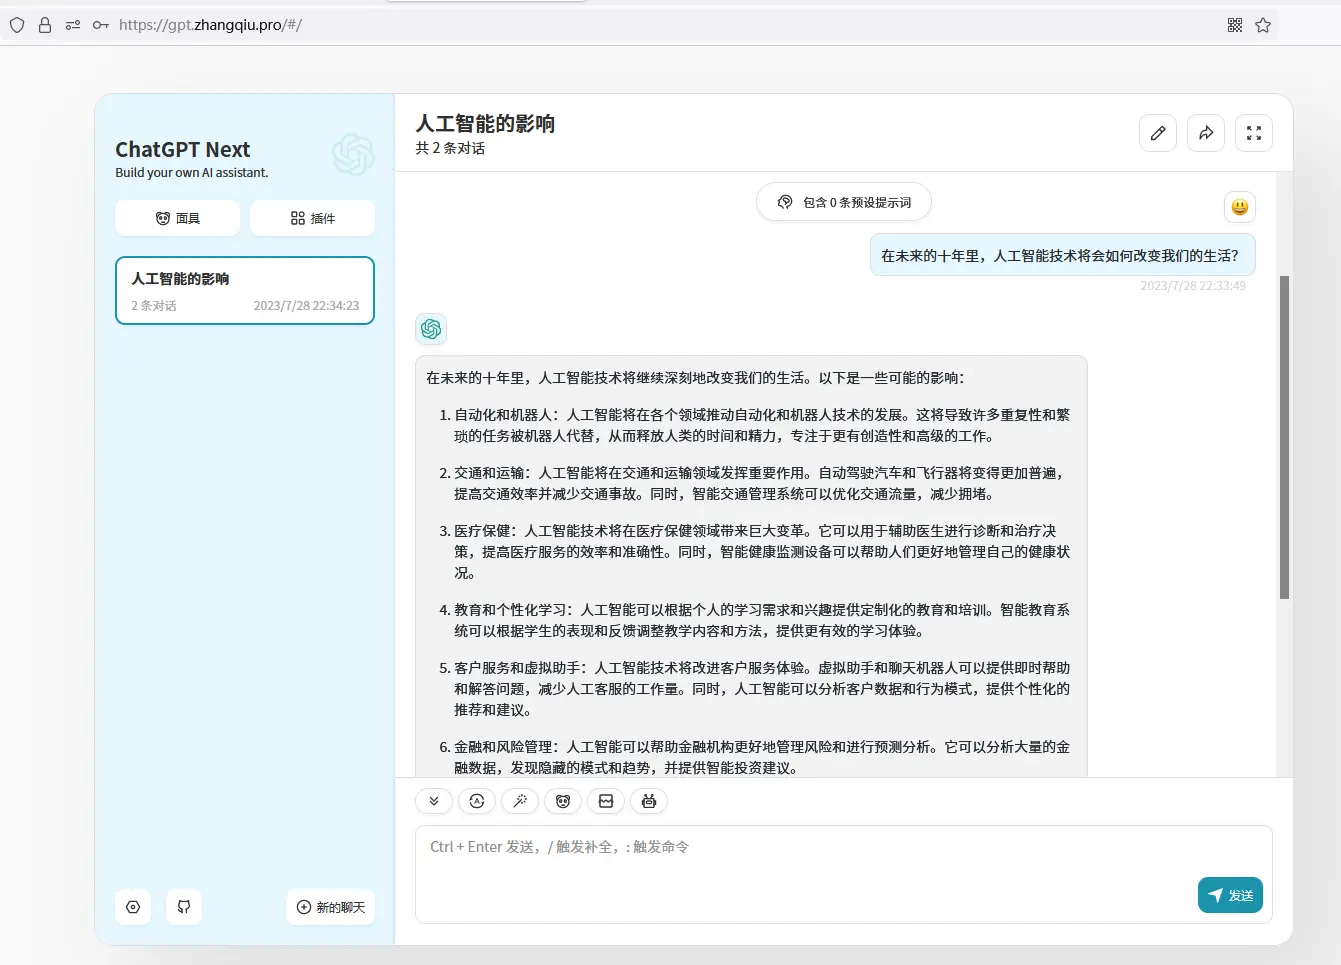 https://gpt.zhangqiu.pro/#/
ChatGPT Next
Build your own AI assistant.
面具
插件
人工智能的影响
2 条对话
2023/7/28 22:34:23
新的聊天
人工智能的影响
共 2 条对话
包含 0 条预设提示词
在未来的十年里，人工智能技术将会如何改变我们的生活？
2023/7/28 22:33:49
在未来的十年里，人工智能技术将继续深刻地改变我们的生活。以下是一些可能的影响：
1. 自动化和机器人：人工智能将在各个领域推动自动化和机器人技术的发展。这将导致许多重复性和繁
琐的任务被机器人代替，从而释放人类的时间和精力，专注于更有创造性和高级的工作。
2. 交通和运输：人工智能将在交通和运输领域发挥重要作用。自动驾驶汽车和飞行器将变得更加普遍，
提高交通效率并减少交通事故。同时，智能交通管理系统可以优化交通流量，减少拥堵。
3. 医疗保健：人工智能技术将在医疗保健领域带来巨大变革。它可以用于辅助医生进行诊断和治疗决
策，提高医疗服务的效率和准确性。同时，智能健康监测设备可以帮助人们更好地管理自己的健康状
况。
4. 教育和个性化学习：人工智能可以根据个人的学习需求和兴趣提供定制化的教育和培训。智能教育系
统可以根据学生的表现和反馈调整教学内容和方法，提供更有效的学习体验。
5. 客户服务和虚拟助手：人工智能技术将改进客户服务体验。虚拟助手和聊天机器人可以提供即时帮助
和解答问题，减少人工客服的工作量。同时，人工智能可以分析客户数据和行为模式，提供个性化的
推荐和建议。
6. 金融和风险管理：人工智能可以帮助金融机构更好地管理风险和进行预测分析。它可以分析大量的金
融数据，发现隐藏的模式和趋势，并提供智能投资建议。
Ctrl + Enter 发送，/ 触发补全，: 触发命令
发送